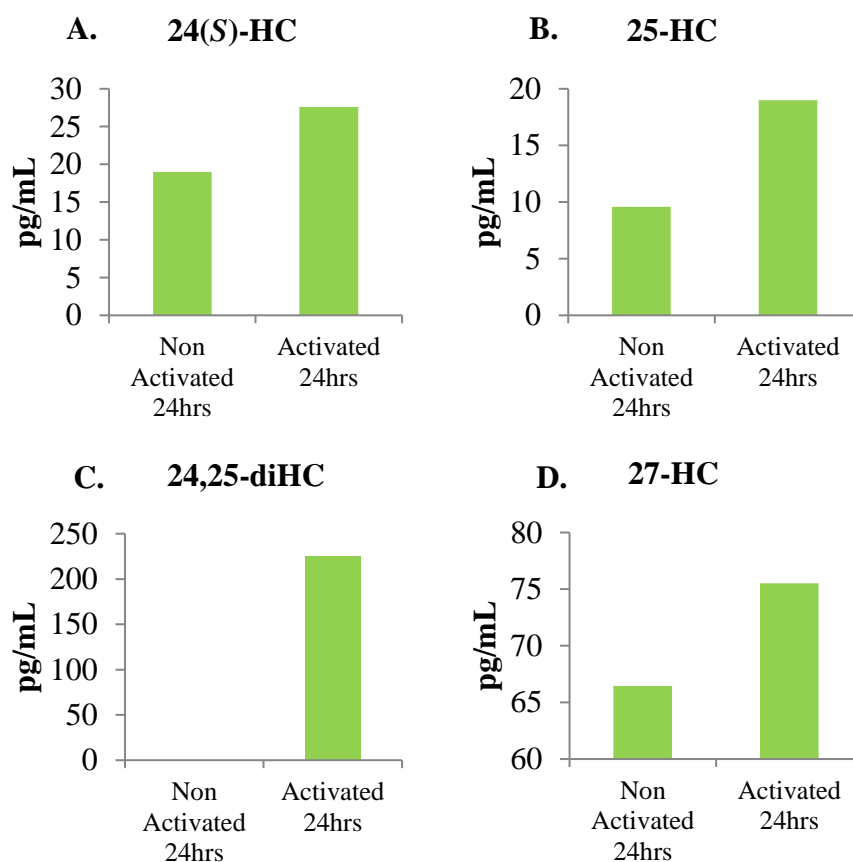 A. 24(S)-HC
pg/mL
30
25
20
15
10
5
0
Non
Activated
24hrs
Activated
24hrs
B. 25-HC
pg/mL
20
15
10
5
0
Non
Activated
24hrs
Activated
24hrs
C. 24,25-diHC
pg/mL
250
200
150
100
50
0
Non
Activated
24hrs
Activated
24hrs
D. 27-HC
pg/mL
80
75
70
65
60
Non
Activated
24hrs
Activated
24hrs